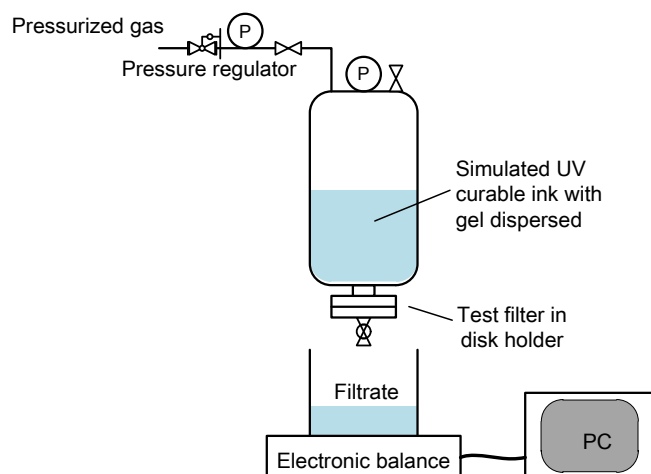 Pressurized gas
P
Pressure regulator
P
Simulated UV
curable ink with
gel dispersed
Test filter in
disk holder
Filtrate
Electronic balance
PC